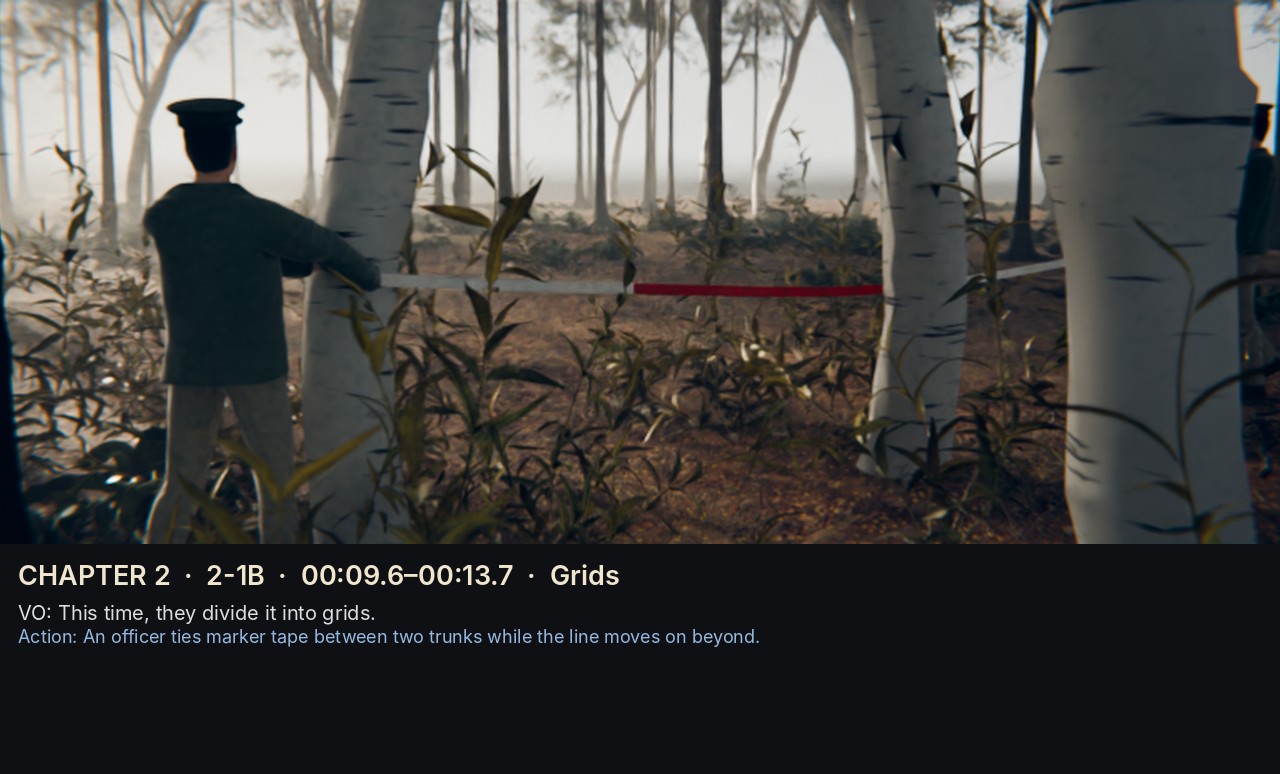 CHAPTER 2 · 2-1B · 00:09.6–00:13.7 · Grids
VO: This time, they divide it into grids.
Action: An officer ties marker tape between two trunks while the line moves on beyond.